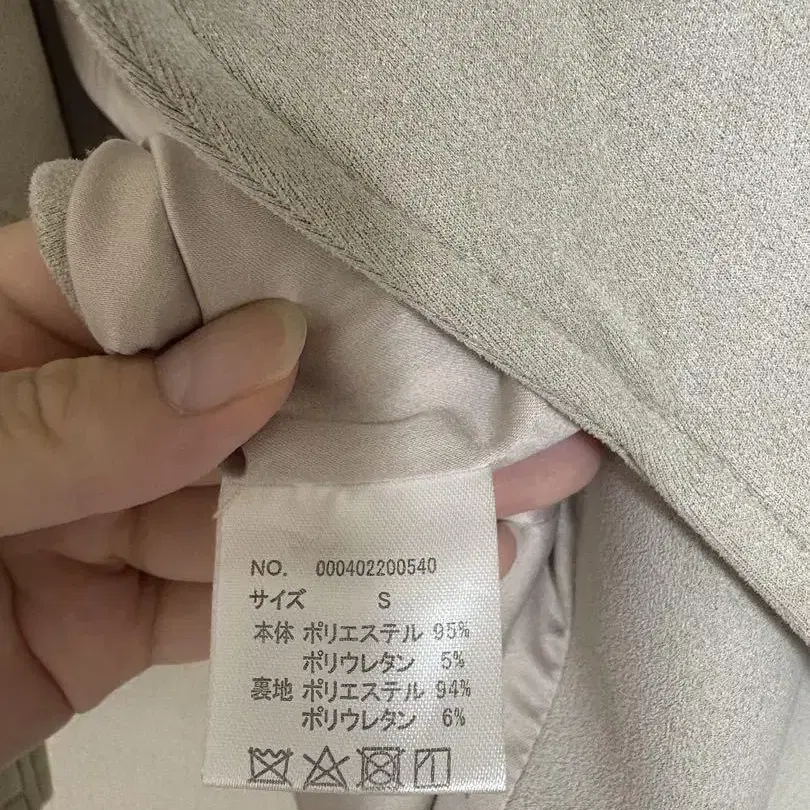 NO. 000402200540
サイズ S
本体 ポリエステル 95%
ポリウレタン 5%
裏地 ポリエステル 94%
ポリウレタン 6%